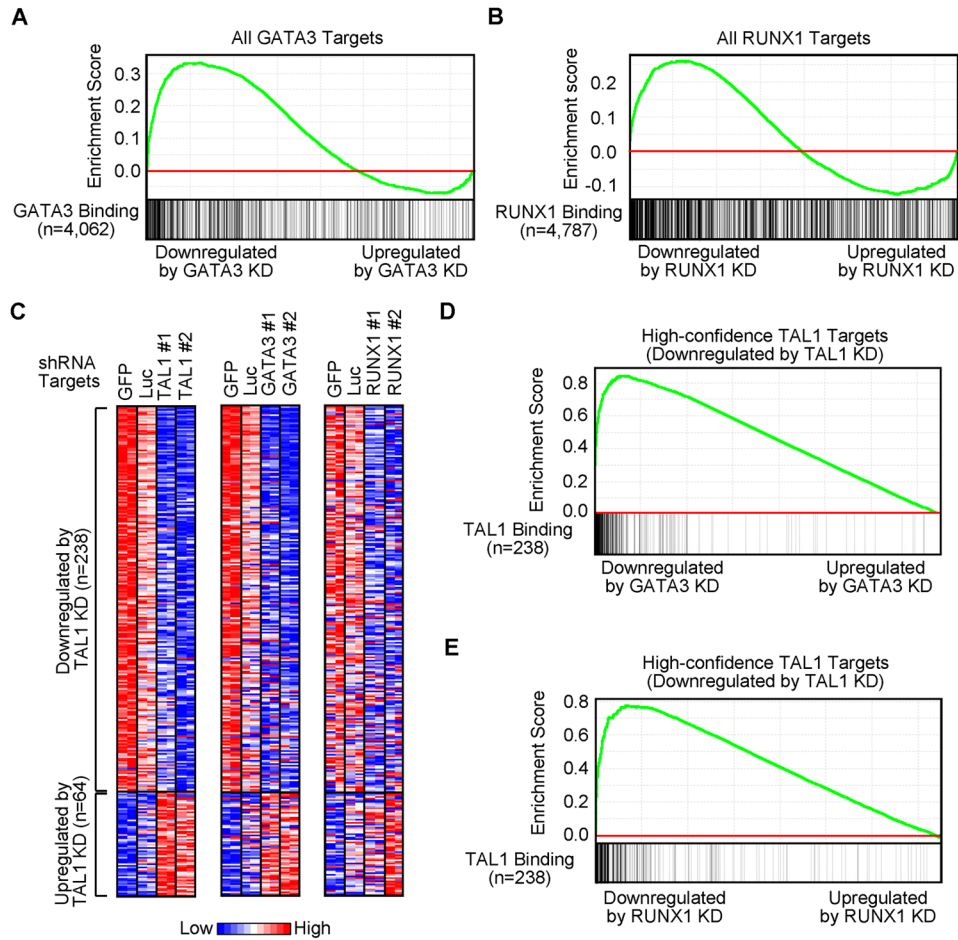 A
All GATA3 Targets
Enrichment Score
0.3
0.2
0.1
0.0
GATA3 Binding
(n=4,062)
Downregulated
by GATA3 KD
Upregulated
by GATA3 KD
B
All RUNX1 Targets
Enrichment score
0.2
0.1
0.0
-0.1
RUNX1 Binding
(n=4,787)
Downregulated
by RUNX1 KD
Upregulated
by RUNX1 KD
C
shRNA
Targets
GFP
Luc
TAL1 #1
TAL1 #2
GFP
Luc
GATA3 #1
GATA3 #2
GFP
Luc
RUNX1 #1
RUNX1 #2
Downregulated by
TAL1 KD (n=238)
Upregulated by
TAL1 KD (n=64)
Low
High
D
High-confidence TAL1 Targets
(Downregulated by TAL1 KD)
Enrichment Score
0.8
0.6
0.4
0.2
0.0
TAL1 Binding
(n=238)
Downregulated
by GATA3 KD
Upregulated
by GATA3 KD
E
High-confidence TAL1 Targets
(Downregulated by TAL1 KD)
Enrichment Score
0.8
0.6
0.4
0.2
0.0
TAL1 Binding
(n=238)
Downregulated
by RUNX1 KD
Upregulated
by RUNX1 KD